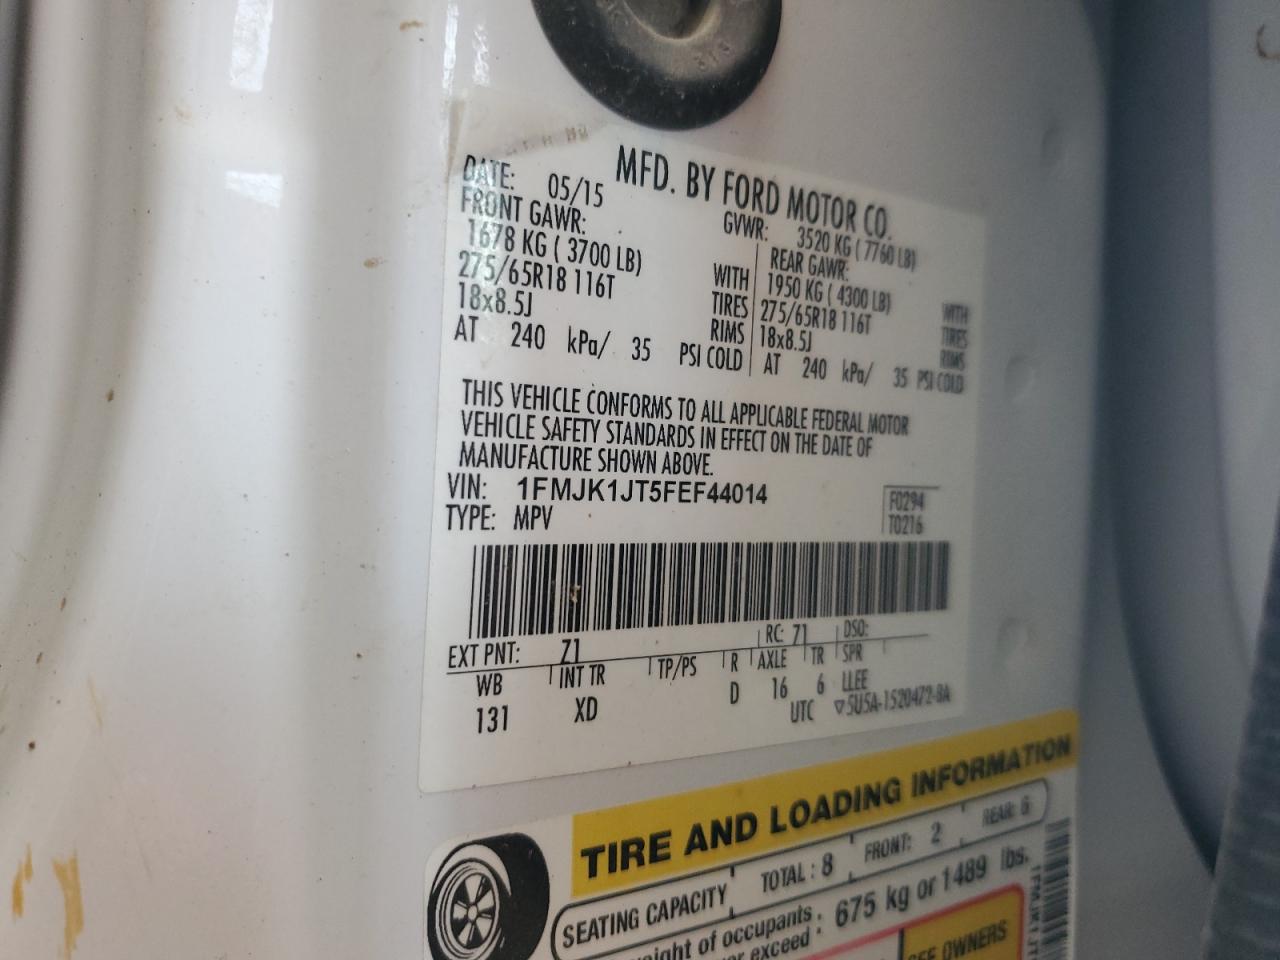 MFD. BY FORD MOTOR CO.
DATE: 05/15 GVWR: 3520 KG ( 7760 LB)
FRONT GAWR: REAR GAWR:
1678 KG ( 3700 LB) WITH 1950 KG ( 4300 LB) WITH
275/65R18 116T TIRES 275/65R18 116T TIRES
18x8.5J RIMS 18x8.5J RIMS
AT 240 kPa/ 35 PSI COLD AT 240 kPa/ 35 PSI COLD
THIS VEHICLE CONFORMS TO ALL APPLICABLE FEDERAL MOTOR
VEHICLE SAFETY STANDARDS IN EFFECT ON THE DATE OF
MANUFACTURE SHOWN ABOVE.
VIN: 1FMJK1JT5FEF44014 F0294
TYPE: MPV T0216
EXT PNT: Z1 RC: 71 DSO:
WB INT TR TP/PS R AXLE TR SPR
131 XD D 16 6 LLEE
UTC ▽5U5A-1520472-BA
TIRE AND LOADING INFORMATION
SEATING CAPACITY TOTAL : 8 FRONT: 2 REAR: 6
weight of occupants 675 kg or 1489 lbs.
exceed
SEE OWNERS